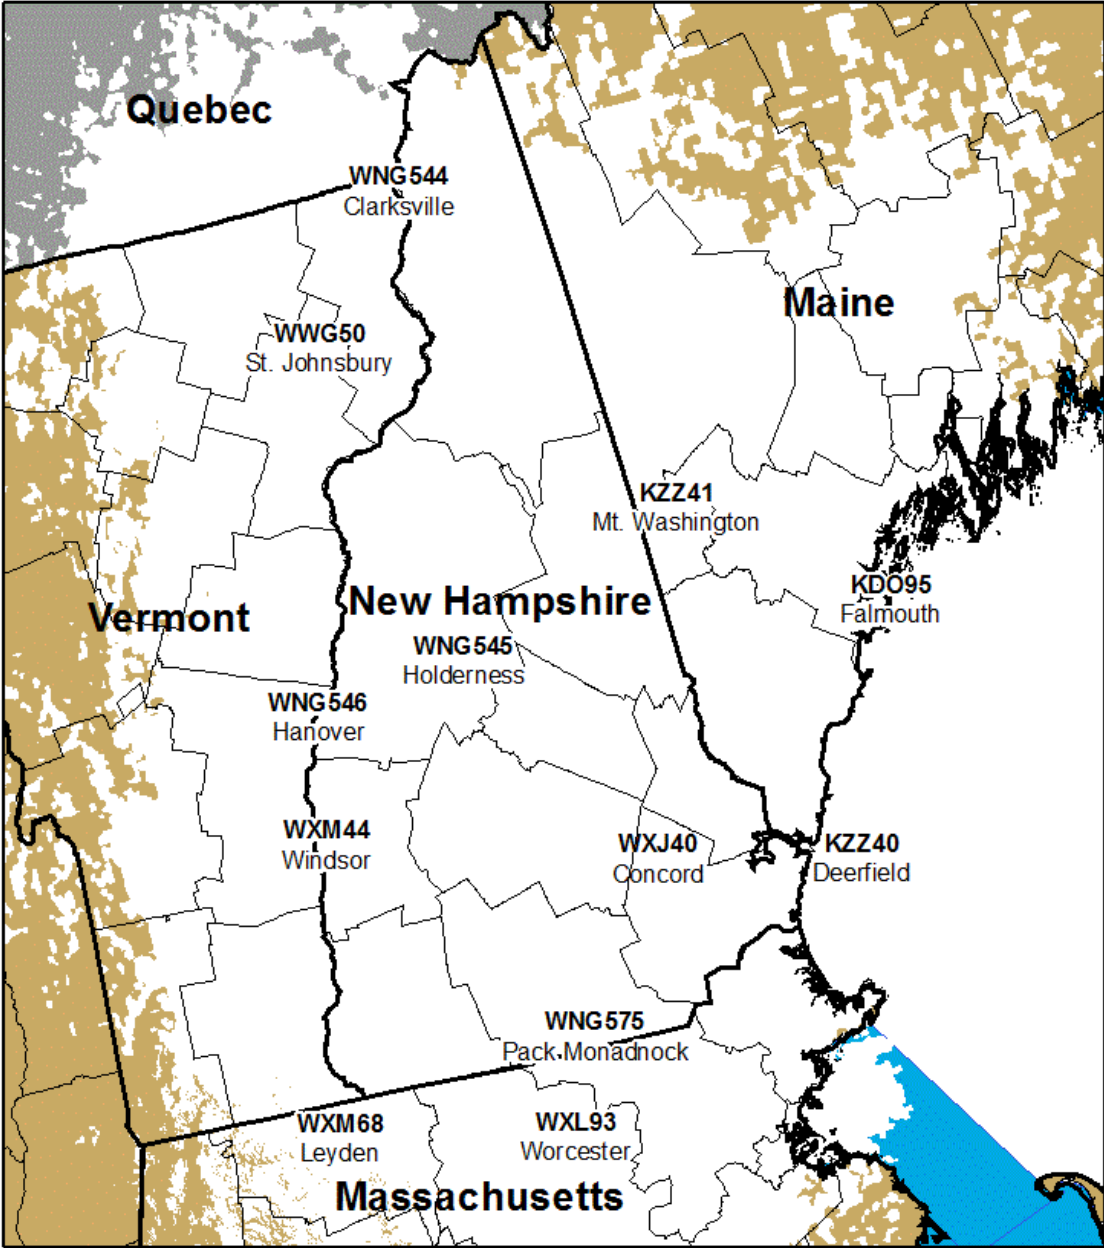 Quebec
WNG544
Clarksville
Maine
WWG50
St. Johnsbury
KZZ41
Mt. Washington
KDO95
Falmouth
New Hampshire
Vermont
WNG545
Holderness
WNG546
Hanover
WXM44
Windsor
WXJ40
Concord
KZZ40
Deerfield
WNG575
Pack Monadnock
WXM68
Leyden
WXL93
Worcester
Massachusetts